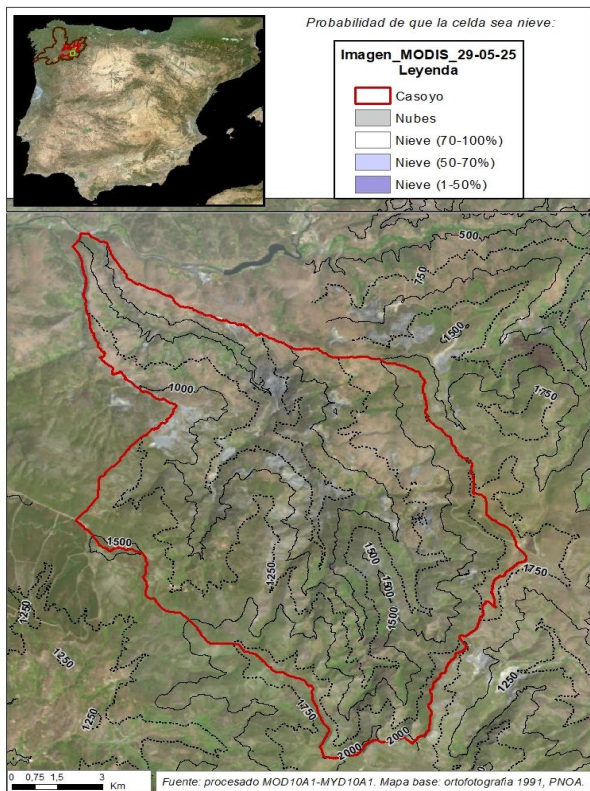 Probabilidad de que la celda sea nieve:
Imagen_MODIS_29-05-25
Leyenda
Casoyo
Nubes
Nieve (70-100%)
Nieve (50-70%)
Nieve (1-50%)
500
750
1500
1750
1000
1500
1250
1500
1500
1500
1750
1250
1250
1250
1250
1750
2000
2000
0 0,75 1,5 3
Km
Fuente: procesado MOD10A1-MYD10A1. Mapa base: ortofotografía 1991, PNOA.